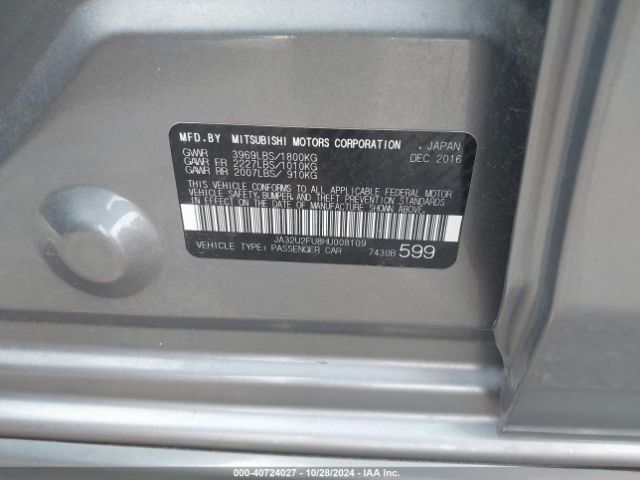 MFD.BY MITSUBISHI MOTORS CORPORATION . JAPAN
GVWR 3969LBS/1800KG DEC 2016
GAWR FR 2227LBS/1010KG
GAWR RR 2007LBS/ 910KG
THIS VEHICLE CONFORMS TO ALL APPLICABLE FEDERAL MOTOR
VEHICLE SAFETY, BUMPER, AND THEFT PREVENTION STANDARDS
IN EFFECT ON THE DATE OF MANUFACTURE SHOWN ABOVE.
JA32U2FU8HU008109
VEHICLE TYPE: PASSENGER CAR 7430B 599
000-40724027 - 10/28/2024 - IAA Inc.